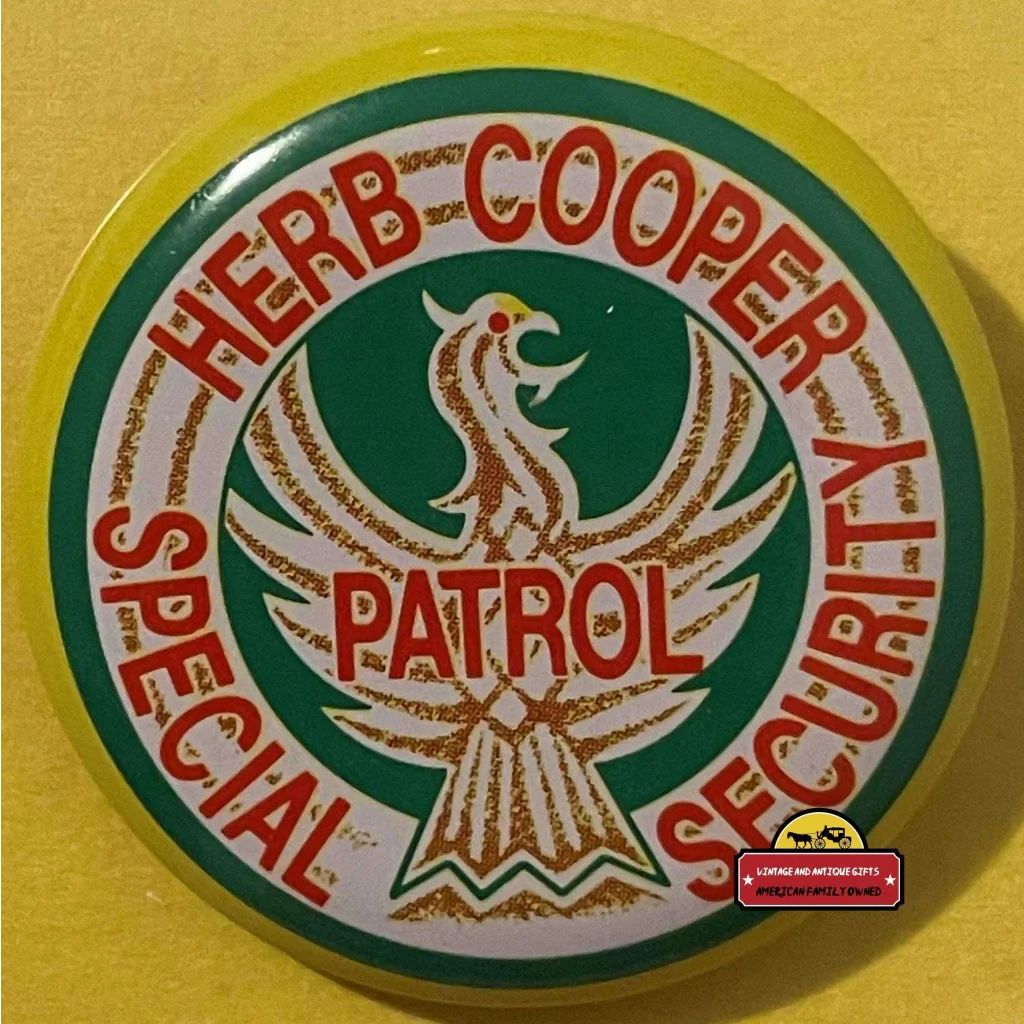 HERB COOPER
SPECIAL SECURITY
PATROL
VINTAGE AND ANTIQUE GIFTS
AMERICAN FAMILY OWNED